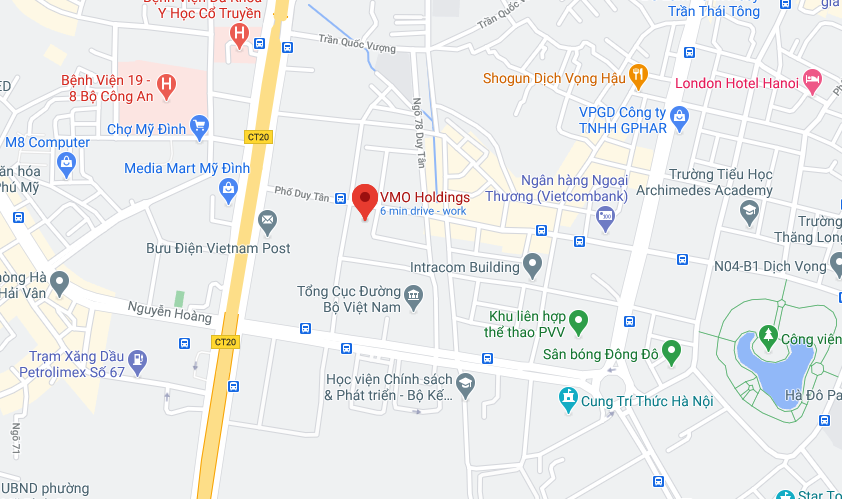 Bệnh Viện Đa Khoa
Y Học Cổ Truyền
Trần Quốc Vượng
Trần Quốc Vượng
Trần Thái Tông
giá
Bệnh Viện 19 -
8 Bộ Công An
Shogun Dịch Vọng Hậu
London Hotel Hanoi
CT20
Ngõ 78 Duy Tân
Chợ Mỹ Đình
VPGD Công ty
TNHH GPHAR
M8 Computer
Media Mart Mỹ Đình
Trường Tiểu Học
Archimedes Academy
ăn hóa
Phú Mỹ
Phố Duy Tân
VMO Holdings
6 min drive - work
Ngân hàng Ngoại
Thương (Vietcombank)
Trường
Thăng Long
Bưu Điện Vietnam Post
Intracom Building
N04-B1 Dịch Vọng
hòng Hà
Hải Vân
Tổng Cục Đường
Bộ Việt Nam
Nguyễn Hoàng
Khu liên hợp
thể thao PVV
CT20
Công viên
Sân bóng Đông Đô
Trạm Xăng Dầu
Petrolimex Số 67
Học viện Chính sách
& Phát triển - Bộ Kế...
Cung Trí Thức Hà Nội
Hà Đô Pa
Ngõ 71
UBND phường
Star To